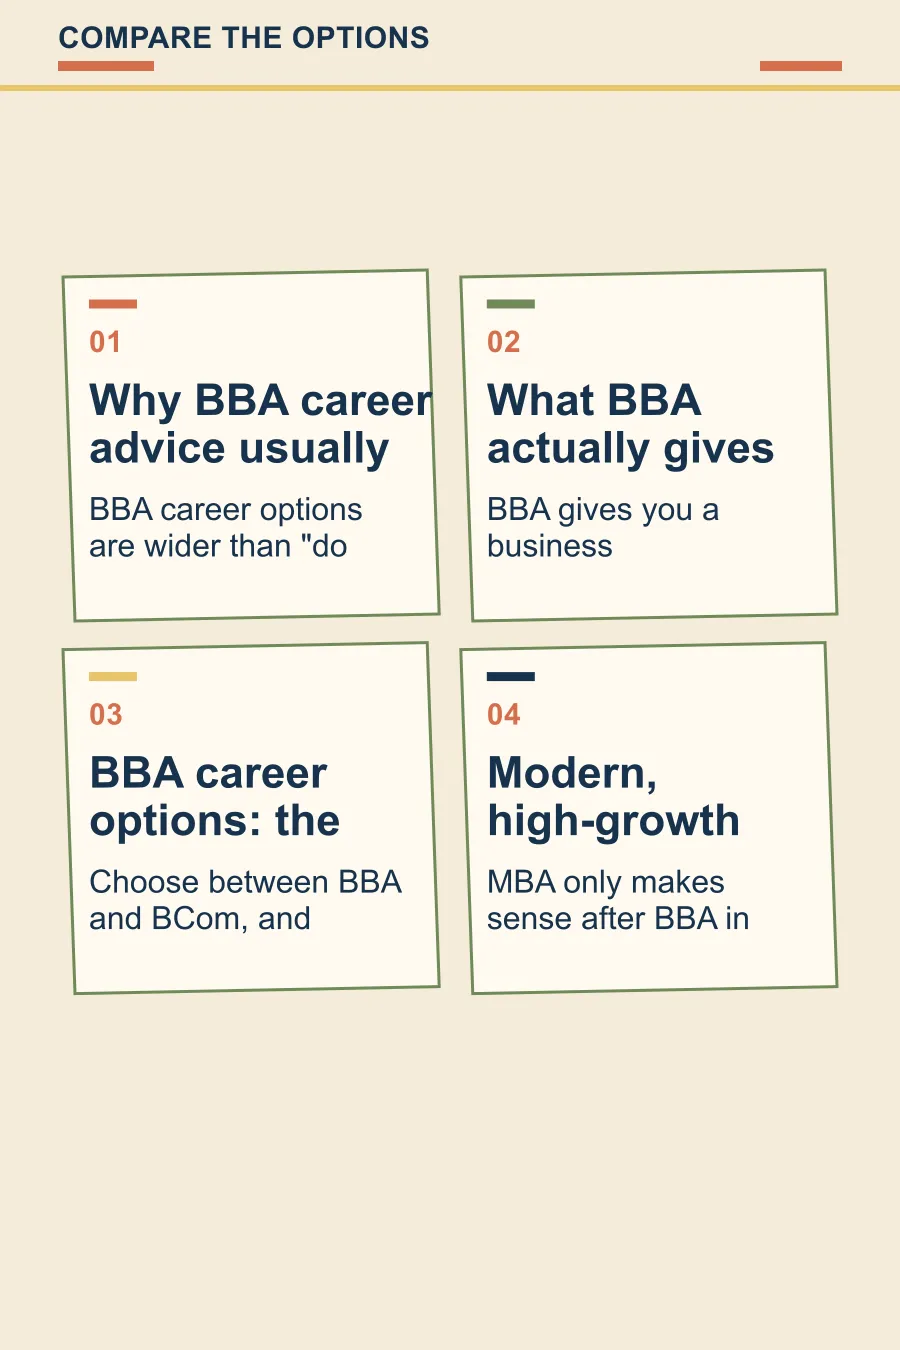 COMPARE THE OPTIONS
01
Why BBA career
advice usually
BBA career options
are wider than "do
02
What BBA
actually gives
BBA gives you a
business
03
BBA career
options: the
Choose between BBA
and BCom, and
04
Modern,
high-growth
MBA only makes
sense after BBA in